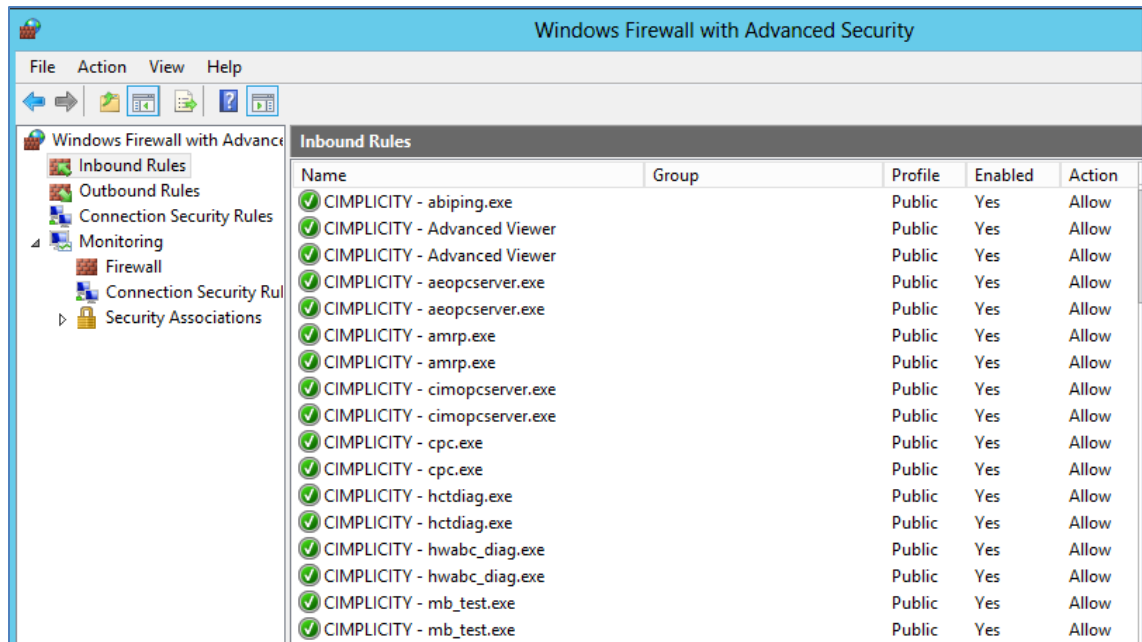 Windows Firewall with Advanced Security
File Action View Help
Windows Firewall with Advance
Inbound Rules
Outbound Rules
Connection Security Rules
Monitoring
Firewall
Connection Security Rul
Security Associations
Inbound Rules
Name Group Profile Enabled Action
CIMPLICITY - abiping.exe Public Yes Allow
CIMPLICITY - Advanced Viewer Public Yes Allow
CIMPLICITY - Advanced Viewer Public Yes Allow
CIMPLICITY - aeopcserver.exe Public Yes Allow
CIMPLICITY - aeopcserver.exe Public Yes Allow
CIMPLICITY - amrp.exe Public Yes Allow
CIMPLICITY - amrp.exe Public Yes Allow
CIMPLICITY - cimopcserver.exe Public Yes Allow
CIMPLICITY - cimopcserver.exe Public Yes Allow
CIMPLICITY - cpc.exe Public Yes Allow
CIMPLICITY - cpc.exe Public Yes Allow
CIMPLICITY - hctdiag.exe Public Yes Allow
CIMPLICITY - hctdiag.exe Public Yes Allow
CIMPLICITY - hwabc_diag.exe Public Yes Allow
CIMPLICITY - hwabc_diag.exe Public Yes Allow
CIMPLICITY - mb_test.exe Public Yes Allow
CIMPLICITY - mb_test.exe Public Yes Allow